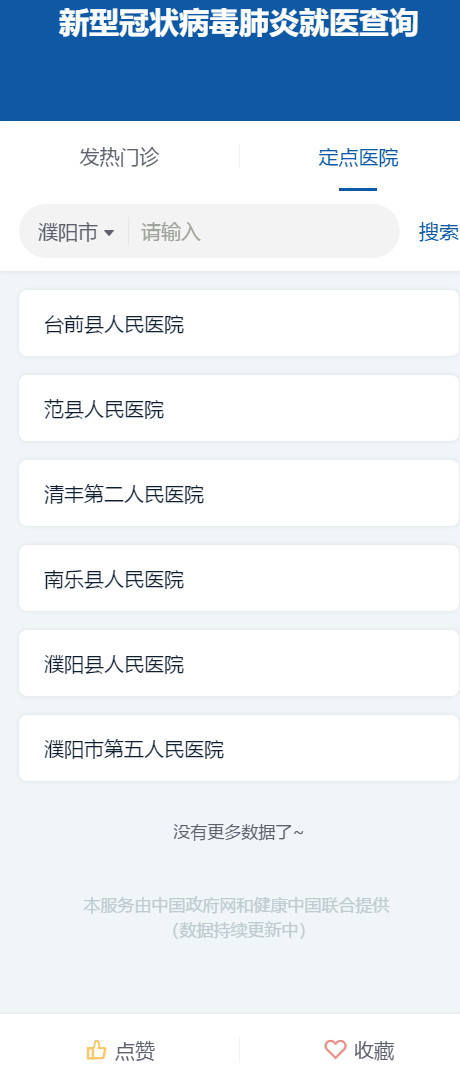 新型冠状病毒肺炎就医查询
发热门诊
定点医院
濮阳市
请输入
搜索
台前县人民医院
范县人民医院
清丰第二人民医院
南乐县人民医院
濮阳县人民医院
濮阳市第五人民医院
没有更多数据了~
本服务由中国政府网和健康中国联合提供
（数据持续更新中）
点赞
收藏